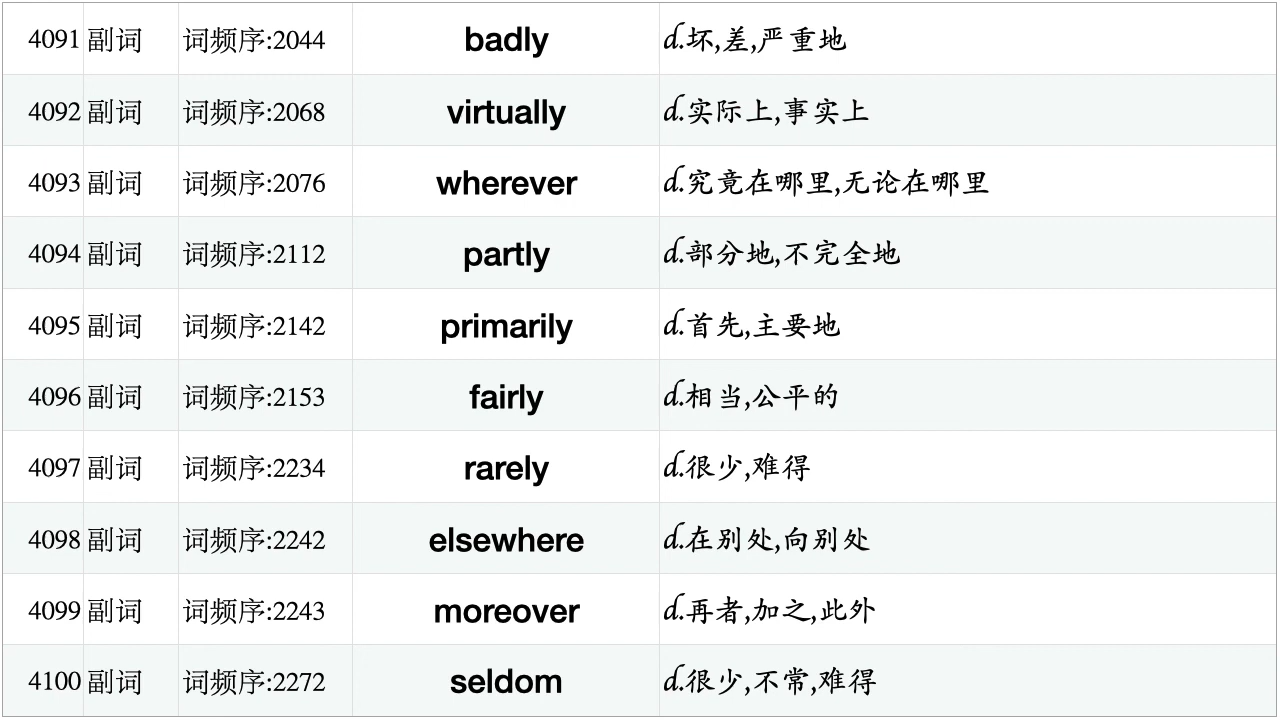 4091 副词 词频序:2044 badly d.坏,差,严重地
4092 副词 词频序:2068 virtually d.实际上,事实上
4093 副词 词频序:2076 wherever d.究竟在哪里,无论在哪里
4094 副词 词频序:2112 partly d.部分地,不完全地
4095 副词 词频序:2142 primarily d.首先,主要地
4096 副词 词频序:2153 fairly d.相当,公平的
4097 副词 词频序:2234 rarely d.很少,难得
4098 副词 词频序:2242 elsewhere d.在别处,向别处
4099 副词 词频序:2243 moreover d.再者,加之,此外
4100 副词 词频序:2272 seldom d.很少,不常,难得